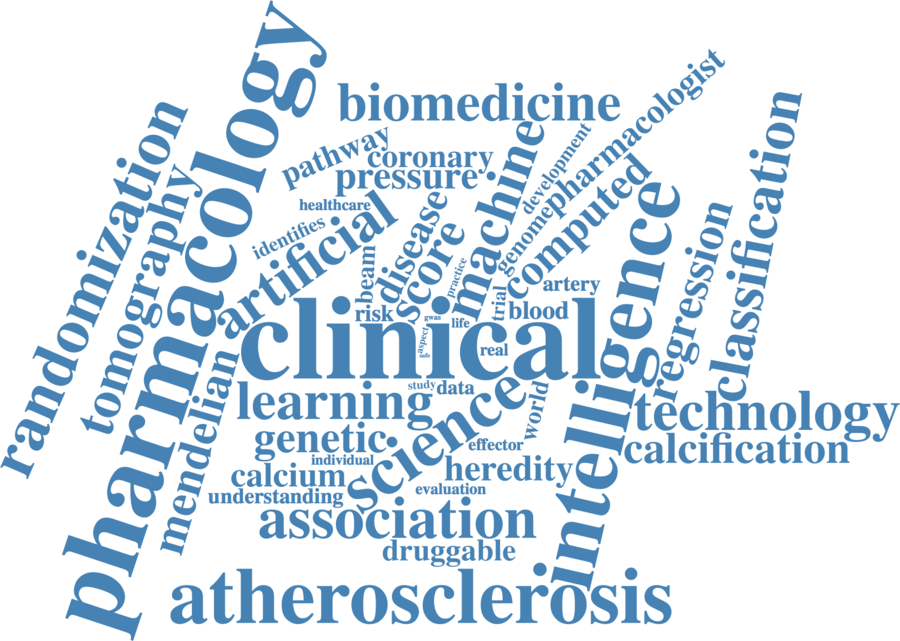 pharmacology
biomedicine
pharmacologist
randomization
pathway
coronary
pressure
machine
development
classification
tomography
healthcare
identifies
artificial
disease
score
beam
practice
genome
computed
intelligence
regression
artery
trial
blood
risk
gwas
life
clinical
aspect
safe
real
study
data
learning
mendelian
world
technology
genetic
science
effector
calcification
individual
calcium
heredity
understanding
evaluation
association
druggable
atherosclerosis